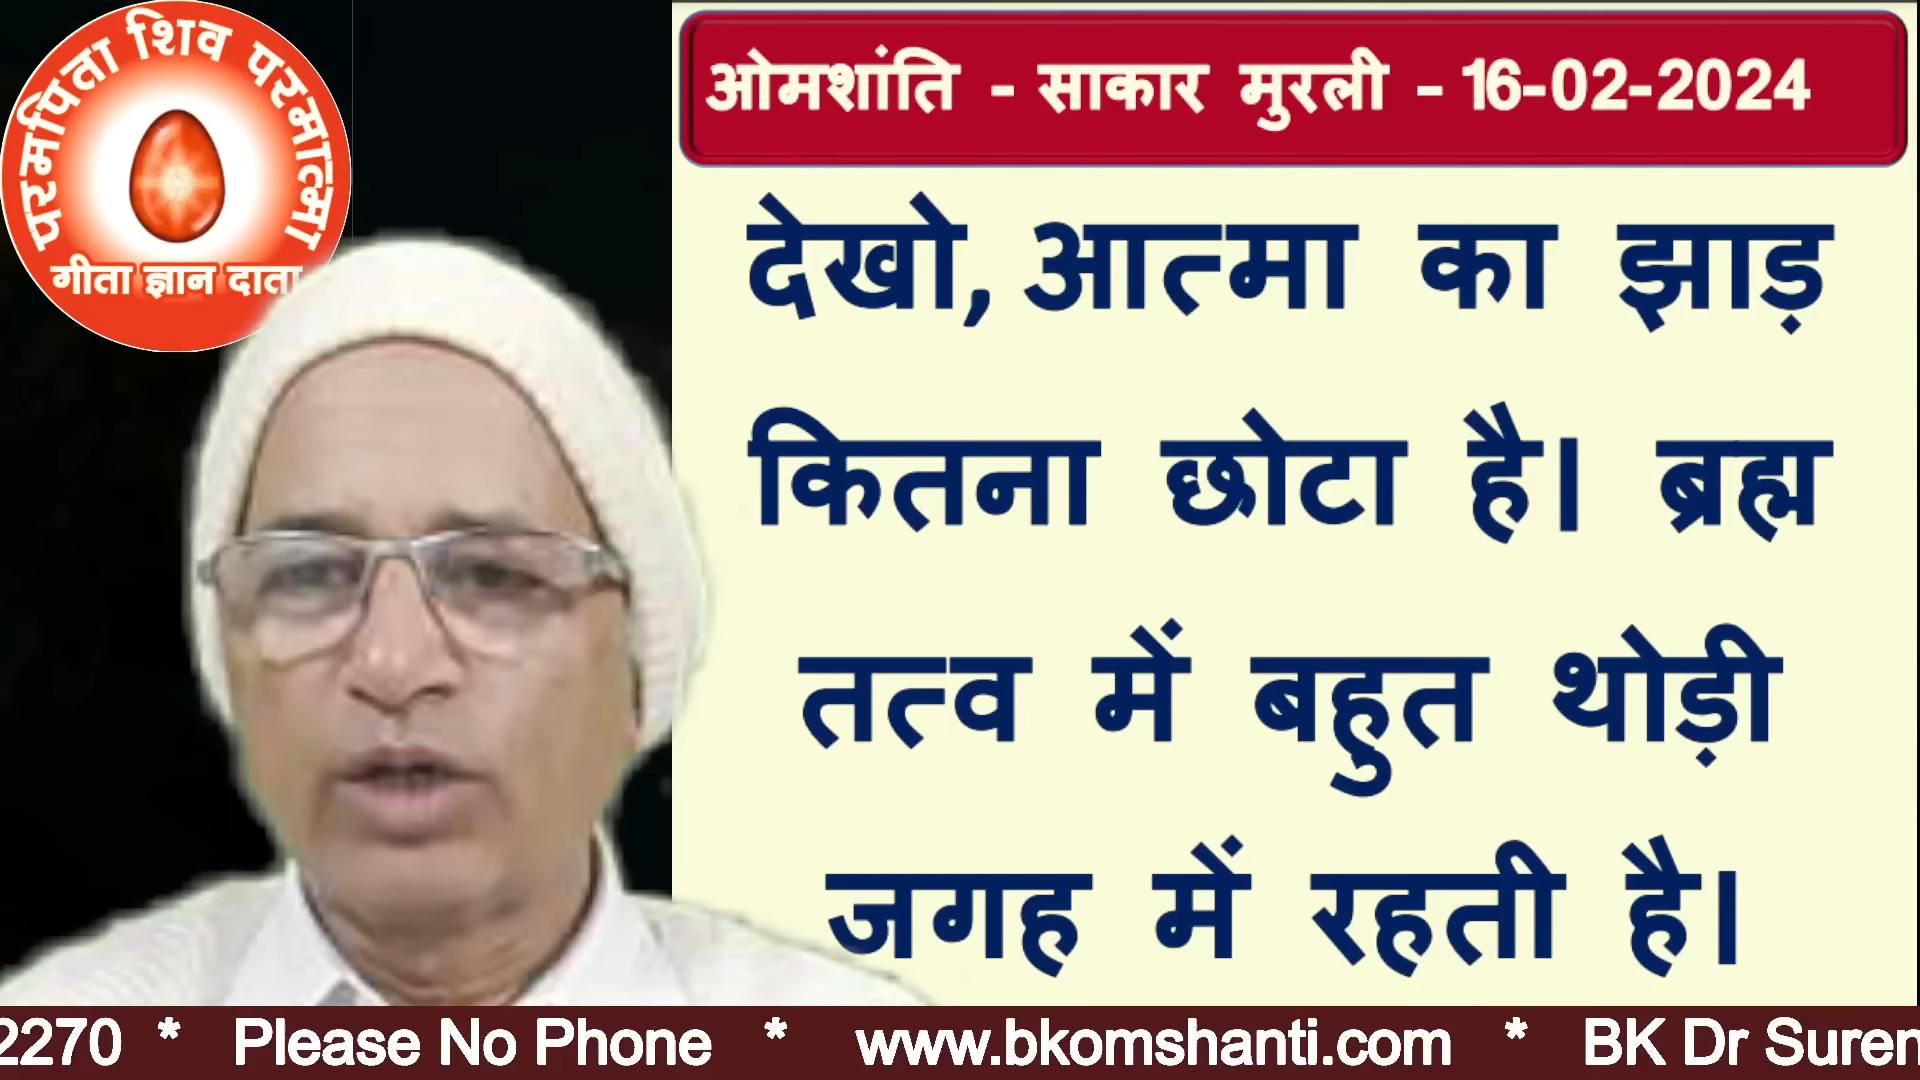 परमपिता शिव परमात्मा
गीता ज्ञान दाता
ओमशांति - साकार मुरली - 16-02-2024
देखो, आत्मा का झाड़
कितना छोटा है। ब्रह्म
तत्व में बहुत थोड़ी
जगह में रहती है।
2270 * Please No Phone * www.bkomshanti.com * BK Dr Suren